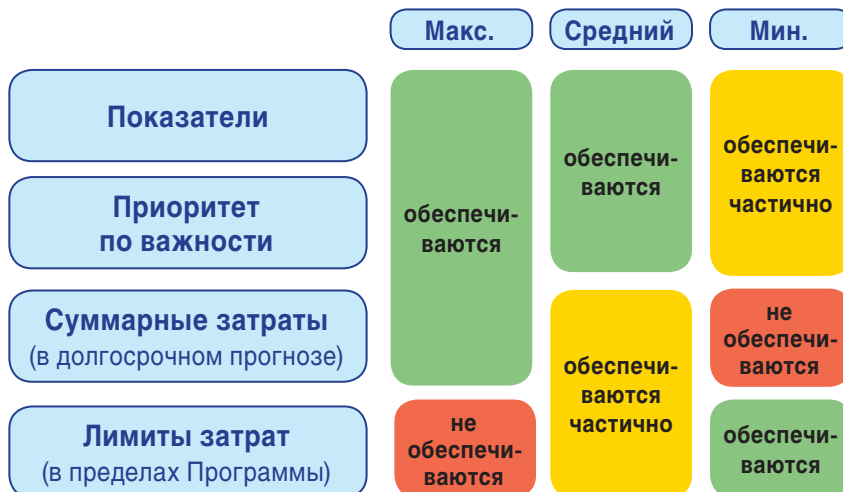 Макс.
Средний
Мин.
Показатели
Приоритет
по важности
Суммарные затраты
(в долгосрочном прогнозе)
Лимиты затрат
(в пределах Программы)
обеспечи-
ваются
не
обеспечи-
ваются
обеспечи-
ваются
обеспечи-
ваются
частично
обеспечи-
ваются
частично
не
обеспечи-
ваются
обеспечи-
ваются